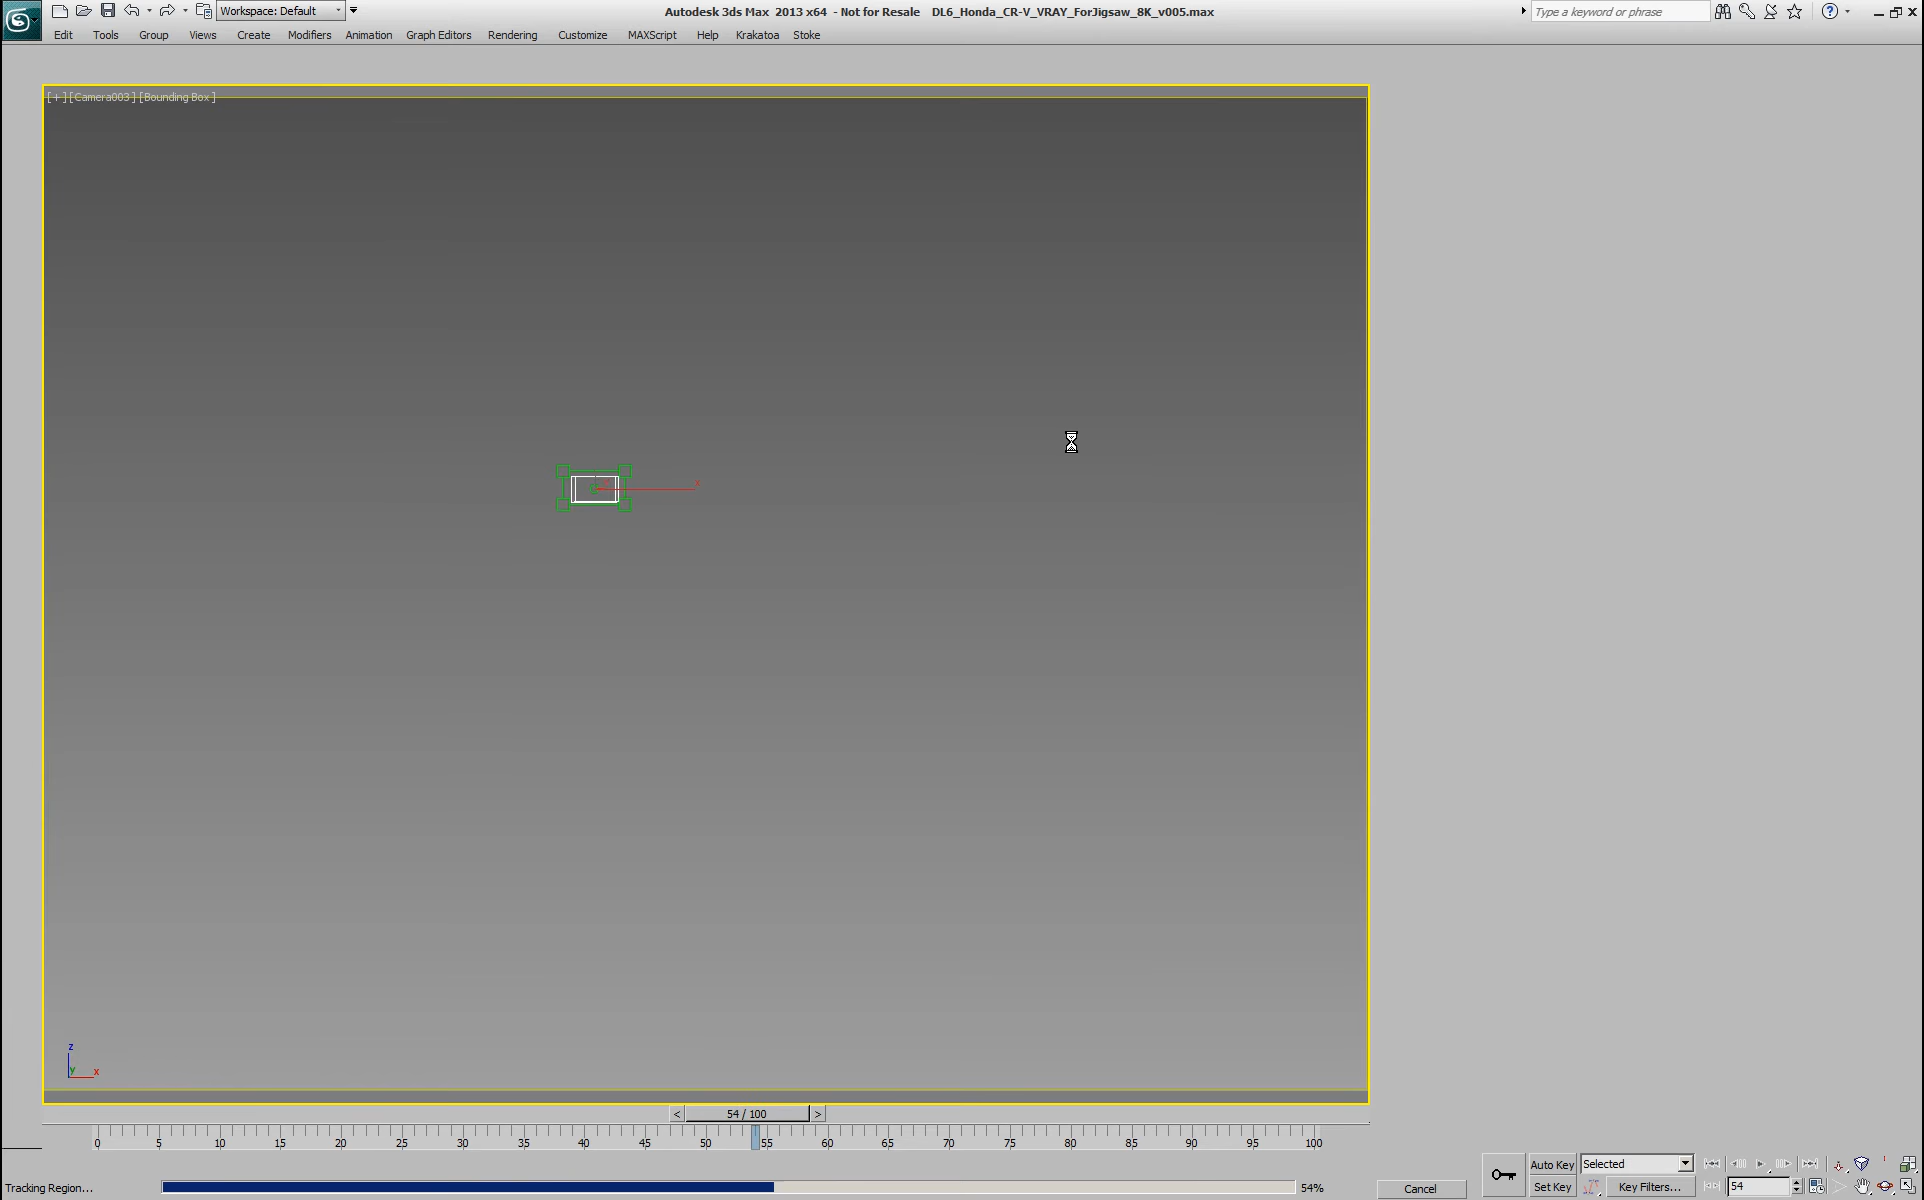 Workspace: Default
Autodesk 3ds Max 2013 x64 - Not for Resale DL6_Honda_CR-V_VRAY_ForJigsaw_8K_v005.max
Type a keyword or phrase
Edit Tools Group Views Create Modifiers Animation Graph Editors Rendering Customize MAXScript Help Krakatoa Stoke
[+][Camera003][Bounding Box]
x
z
y x
< 54 / 100 >
0 5 10 15 20 25 30 35 40 45 50 55 60 65 70 75 80 85 90 95 100
Auto Key Selected
Tracking Region... 54% Cancel Set Key Key Filters... 54